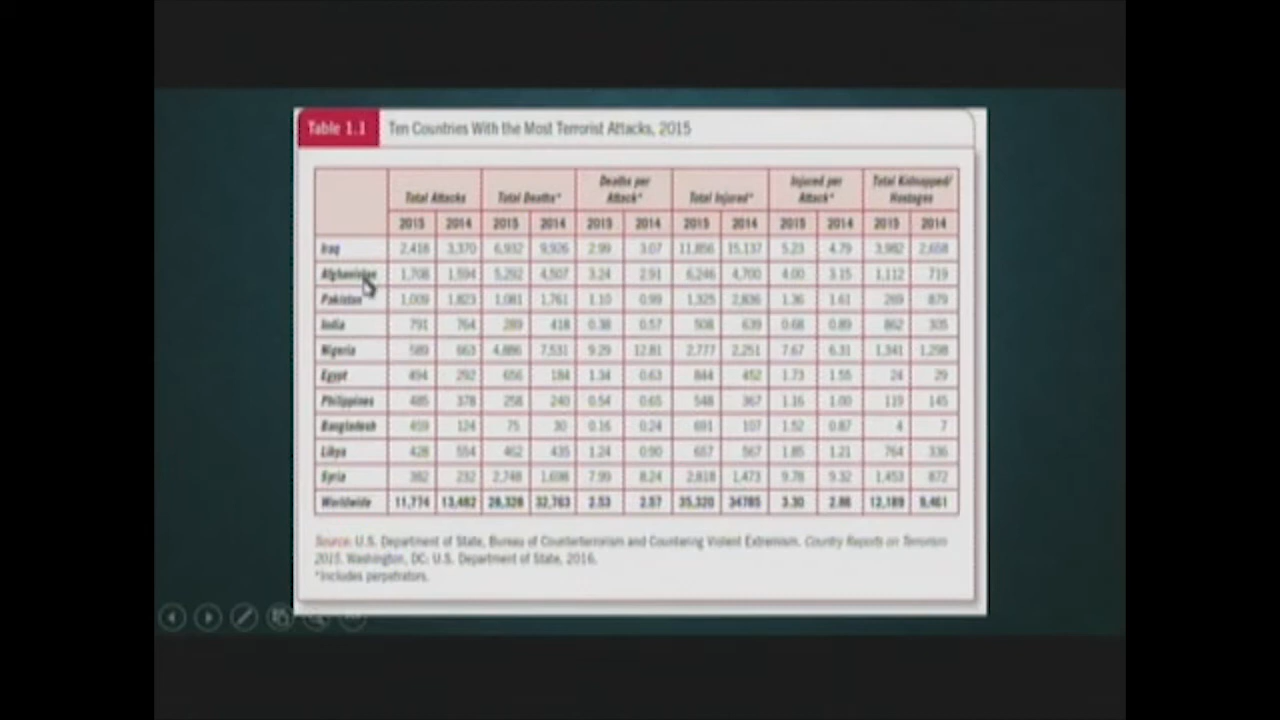 Table 1.1 Ten Countries With the Most Terrorist Attacks, 2015
Total Attacks Total Deaths* Deaths per Attack* Total Injured* Injured per Attack* Total Kidnapped/ Hostages
2015 2014 2015 2014 2015 2014 2015 2014 2015 2014 2015 2014
Iraq 2,418 3,370 6,932 9,926 2.99 3.07 11,856 15,137 5.23 4.79 3,982 2,658
Afghanistan 1,708 1,594 5,292 4,507 3.24 2.91 6,246 4,700 4.00 3.15 1,112 719
Pakistan 1,009 1,823 1,081 1,761 1.10 0.99 1,325 2,836 1.36 1.61 269 879
India 791 764 289 418 0.38 0.57 508 639 0.68 0.89 862 305
Nigeria 589 663 4,886 7,531 9.29 12.81 2,777 2,251 7.67 6.31 1,341 1,298
Egypt 494 292 656 184 1.34 0.63 844 452 1.73 1.55 24 29
Philippines 485 378 258 240 0.54 0.65 548 367 1.16 1.00 119 145
Bangladesh 459 124 75 30 0.16 0.24 691 107 1.52 0.87 4 7
Libya 428 554 462 435 1.24 0.90 657 567 1.85 1.21 764 336
Syria 382 232 2,748 1,698 7.99 8.24 2,818 1,473 9.78 9.32 1,453 872
Worldwide 11,774 13,482 28,328 32,763 2.53 2.57 35,320 34785 3.30 2.88 12,189 9,461
Source: U.S. Department of State, Bureau of Counterterrorism and Countering Violent Extremism. Country Reports on Terrorism
2015. Washington, DC: U.S. Department of State, 2016.
*Includes perpetrators.